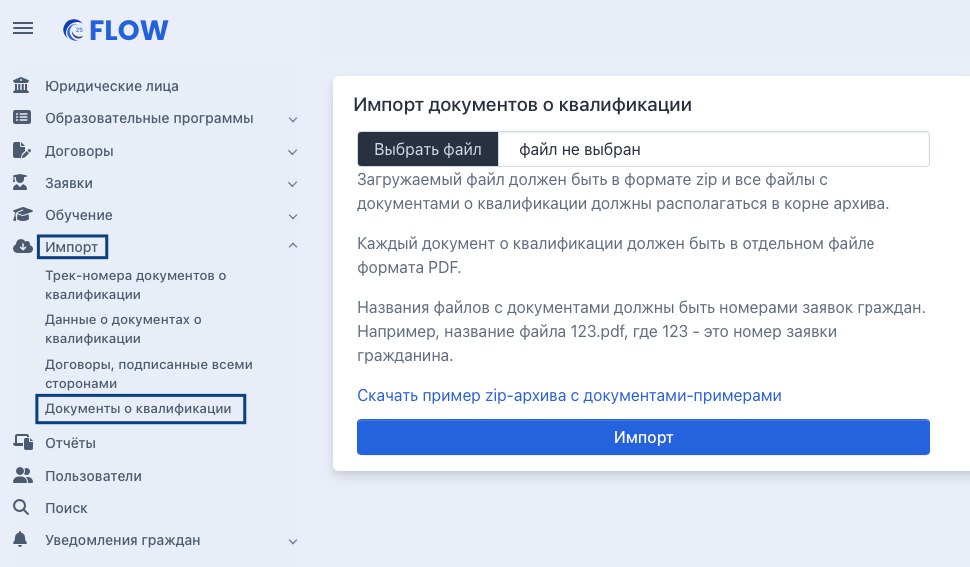 25 FLOW
Юридические лица
Образовательные программы
Договоры
Заявки
Обучение
Импорт
Трек-номера документов о
квалификации
Данные о документах о
квалификации
Договоры, подписанные всеми
сторонами
Документы о квалификации
Отчёты
Пользователи
Поиск
Уведомления граждан
Импорт документов о квалификации
Выбрать файл файл не выбран
Загружаемый файл должен быть в формате zip и все файлы с
документами о квалификации должны располагаться в корне архива.
Каждый документ о квалификации должен быть в отдельном файле
формата PDF.
Названия файлов с документами должны быть номерами заявок граждан.
Например, название файла 123.pdf, где 123 - это номер заявки
гражданина.
Скачать пример zip-архива с документами-примерами
Импорт